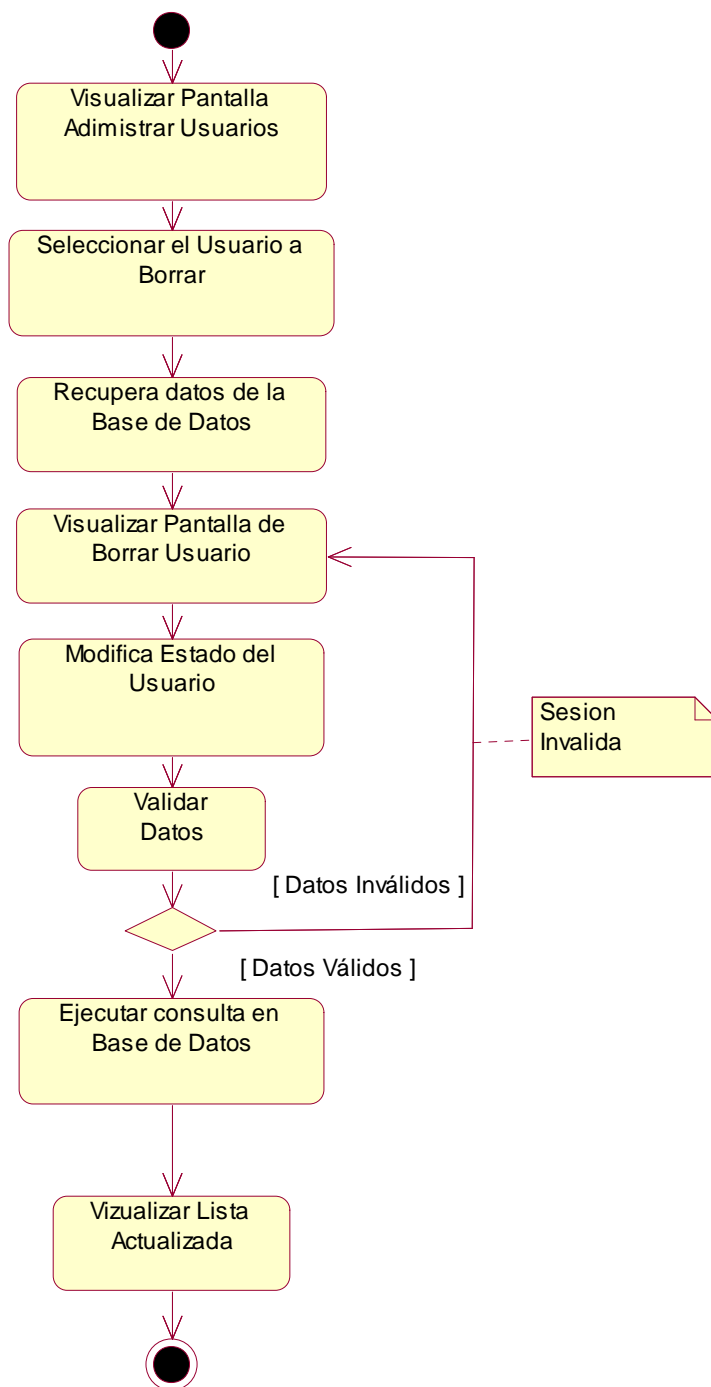 Visualizar Pantalla
Adimistrar Usuarios
Seleccionar el Usuario a
Borrar
Recupera datos de la
Base de Datos
Visualizar Pantalla de
Borrar Usuario
Modifica Estado del
Usuario
Sesion
Invalida
Validar
Datos
[ Datos Inválidos ]
[ Datos Válidos ]
Ejecutar consulta en
Base de Datos
Vizualizar Lista
Actualizada